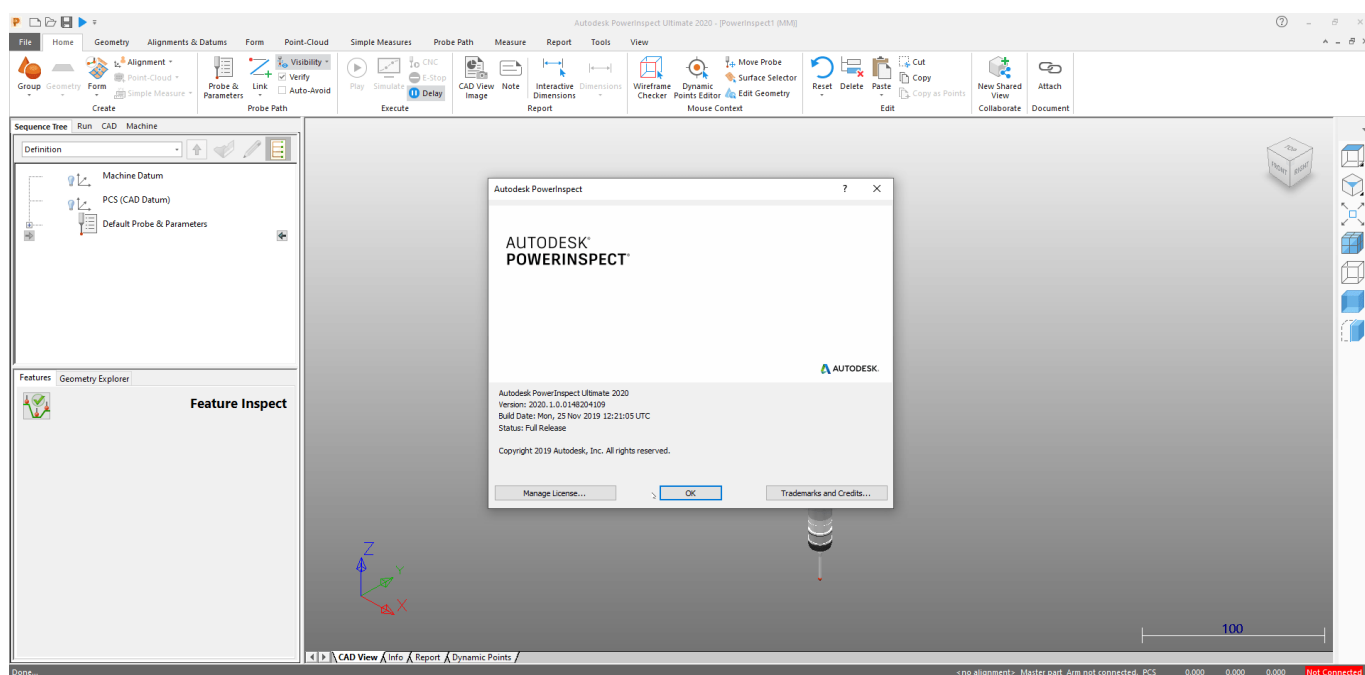 Autodesk PowerInspect Ultimate 2020 - [PowerInspect1 (MM)]
File Home Geometry Alignments & Datums Form Point-Cloud Simple Measures Probe Path Measure Report Tools View
Group Geometry Form Alignment Point-Cloud Simple Measure Probe & Parameters Link Visibility Verify Auto-Avoid Play Simulate CNC E-Stop Delay CAD View Image Note Interactive Dimensions Dimensions Wireframe Checker Dynamic Points Editor Move Probe Surface Selector Edit Geometry Reset Delete Paste Cut Copy Copy as Points New Shared View Attach
Create Probe Path Execute Report Mouse Context Edit Collaborate Document
Sequence Tree Run CAD Machine
Definition
Machine Datum
PCS (CAD Datum)
Default Probe & Parameters
Features Geometry Explorer
Feature Inspect
TOP
FRONT RIGHT
Autodesk PowerInspect ? X
AUTODESK®
POWERINSPECT®
AUTODESK.
Autodesk PowerInspect Ultimate 2020
Version: 2020.1.0.0148204109
Build Date: Mon, 25 Nov 2019 12:21:05 UTC
Status: Full Release
Copyright 2019 Autodesk, Inc. All rights reserved.
Manage License... OK Trademarks and Credits...
Z
Y
X
100
CAD View Info Report Dynamic Points
Done... <no alignment> Master part Arm not connected. PCS 0.000 0.000 0.000 Not Connected